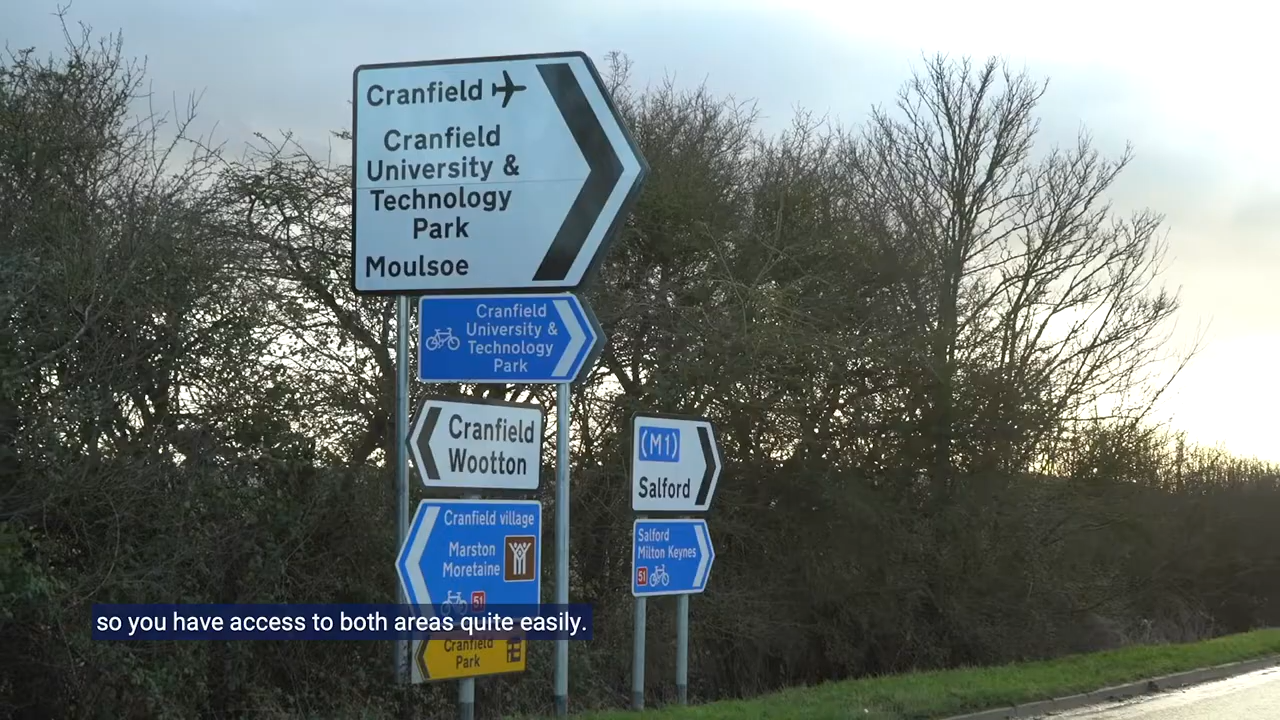 Cranfield
Cranfield
University &
Technology
Park
Moulsoe
Cranfield
University &
Technology
Park
Cranfield
Wootton
Cranfield village
Marston
Moretaine
51
Cranfield
Park
(M1)
Salford
Salford
Milton Keynes
51
so you have access to both areas quite easily.